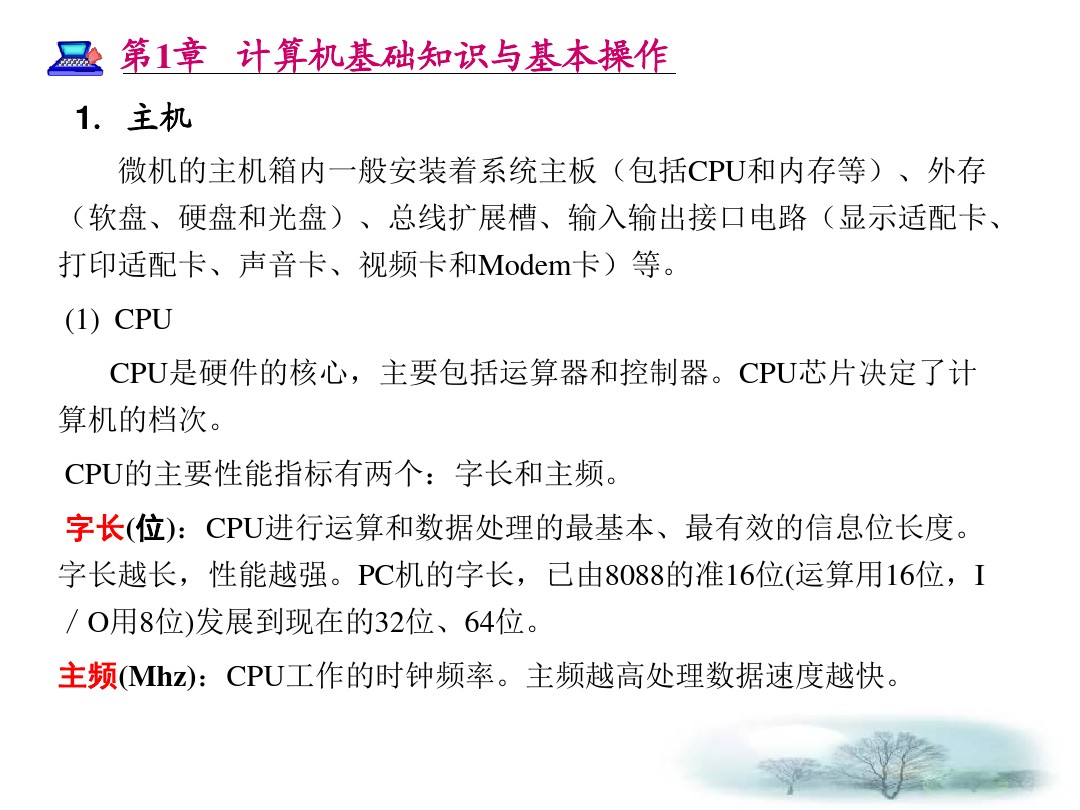 第1章 计算机基础知识与基本操作
1. 主机
微机的主机箱内一般安装着系统主板（包括CPU和内存等）、外存
（软盘、硬盘和光盘）、总线扩展槽、输入输出接口电路（显示适配卡、
打印适配卡、声音卡、视频卡和Modem卡）等。
(1) CPU
CPU是硬件的核心，主要包括运算器和控制器。CPU芯片决定了计
算机的档次。
CPU的主要性能指标有两个：字长和主频。
字长(位)：CPU进行运算和数据处理的最基本、最有效的信息位长度。
字长越长，性能越强。PC机的字长，已由8088的准16位(运算用16位，I
／O用8位)发展到现在的32位、64位。
主频(Mhz)：CPU工作的时钟频率。主频越高处理数据速度越快。